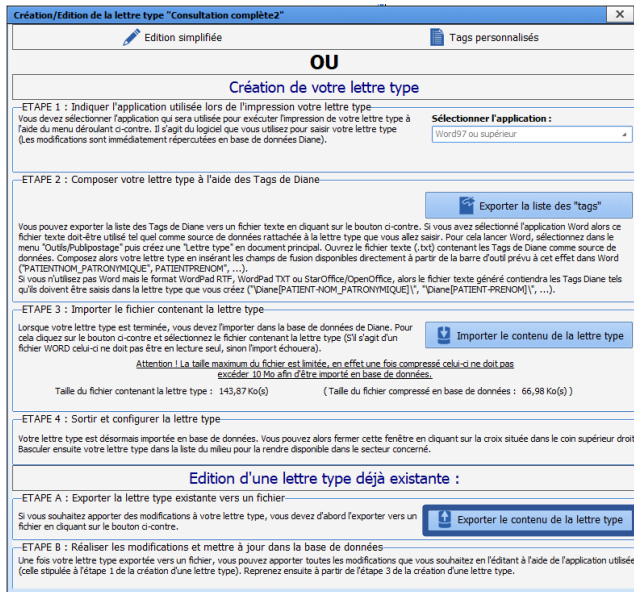 Création/Edition de la lettre type "Consultation complète2"
Edition simplifiée
Tags personnalisés
OU
Création de votre lettre type
ETAPE 1 : Indiquer l'application utilisée lors de l'impression votre lettre type
Vous devez sélectionner l'application qui sera utilisée pour exécuter l'impression de votre lettre type à
l'aide du menu déroulant ci-contre. Il s'agit du logiciel que vous utilisez pour saisir votre lettre type
(Les modifications sont immédiatement répercutées en base de données Diane).
Sélectionner l'application :
Word97 ou supérieur
ETAPE 2 : Composer votre lettre type à l'aide des Tags de Diane
Exporter la liste des "tags"
Vous pouvez exporter la liste des Tags de Diane vers un fichier texte en cliquant sur le bouton ci-contre. Si vous avez sélectionné l'application Word alors ce
fichier texte doit-être utilisé tel quel comme source de données rattachée à la lettre type que vous allez saisir. Pour cela lancer Word, sélectionnez dans le
menu "Outils/Publipostage" puis créez une "Lettre type" en document principal. Ouvrez le fichier texte (.txt) contenant les Tags de Diane comme source de
données. Composez alors votre lettre type en insérant les champs de fusion disponibles directement à partir de la barre d'outil prévu à cet effet dans Word
("PATIENTNOM_PATRONYMIQUE", PATIENTPRENOM", ...).
Si vous n'utilisez pas Word mais le format WordPad RTF, WordPad TXT ou StarOffice/OpenOffice, alors le fichier texte généré contiendra les Tags Diane tels
qu'ils doivent être saisis dans la lettre type que vous créez ("\Diane[PATIENT-NOM_PATRONYMIQUE]\", "\Diane[PATIENT-PRENOM]\", ...).
ETAPE 3 : Importer le fichier contenant la lettre type
Lorsque votre lettre type est terminée, vous devez l'importer dans la base de données de Diane. Pour
cela cliquez sur le bouton ci-contre et sélectionnez le fichier contenant la lettre type (S'il s'agit d'un
fichier WORD celui-ci ne doit pas être en lecture seul, sinon l'import échouera).
Importer le contenu de la lettre type
Attention ! La taille maximum du fichier est limitée, en effet une fois compressé celui-ci ne doit pas
excéder 10 Mo afin d'être importé en base de données.
Taille du fichier contenant la lettre type : 143,87 Ko(s)
( Taille du fichier compressé en base de données : 66,98 Ko(s) )
ETAPE 4 : Sortir et configurer la lettre type
Votre lettre type est désormais importée en base de données. Vous pouvez alors fermer cette fenêtre en cliquant sur la croix située dans le coin supérieur droit
Basculer ensuite votre lettre type dans la liste du milieu pour la rendre disponible dans le secteur concerné.
Edition d'une lettre type déjà existante :
ETAPE A : Exporter la lettre type existante vers un fichier
Si vous souhaitez apporter des modifications à votre lettre type, vous devez d'abord l'exporter vers un
fichier en cliquant sur le bouton ci-contre.
Exporter le contenu de la lettre type
ETAPE B : Réaliser les modifications et mettre à jour dans la base de données
Une fois votre lettre type exportée vers un fichier, vous pouvez apporter toutes les modifications que vous souhaitez en l'éditant à l'aide de l'application utilisée
(celle stipulée à l'étape 1 de la création d'une lettre type). Reprenez ensuite à partir de l'étape 3 de la création d'une lettre type.